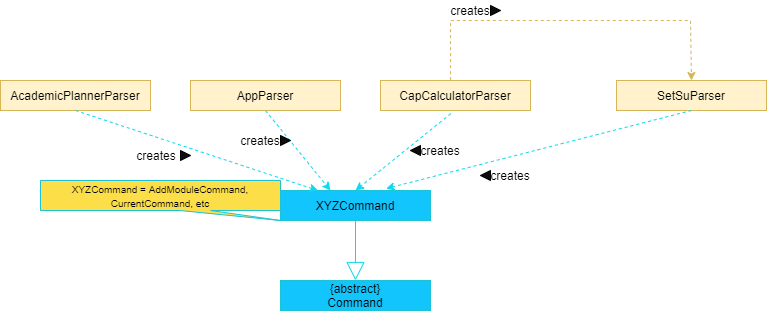 creates
AcademicPlannerParser
AppParser
CapCalculatorParser
SetSuParser
creates
creates
creates
creates
XYZCommand = AddModuleCommand,
CurrentCommand, etc
XYZCommand
{abstract}
Command